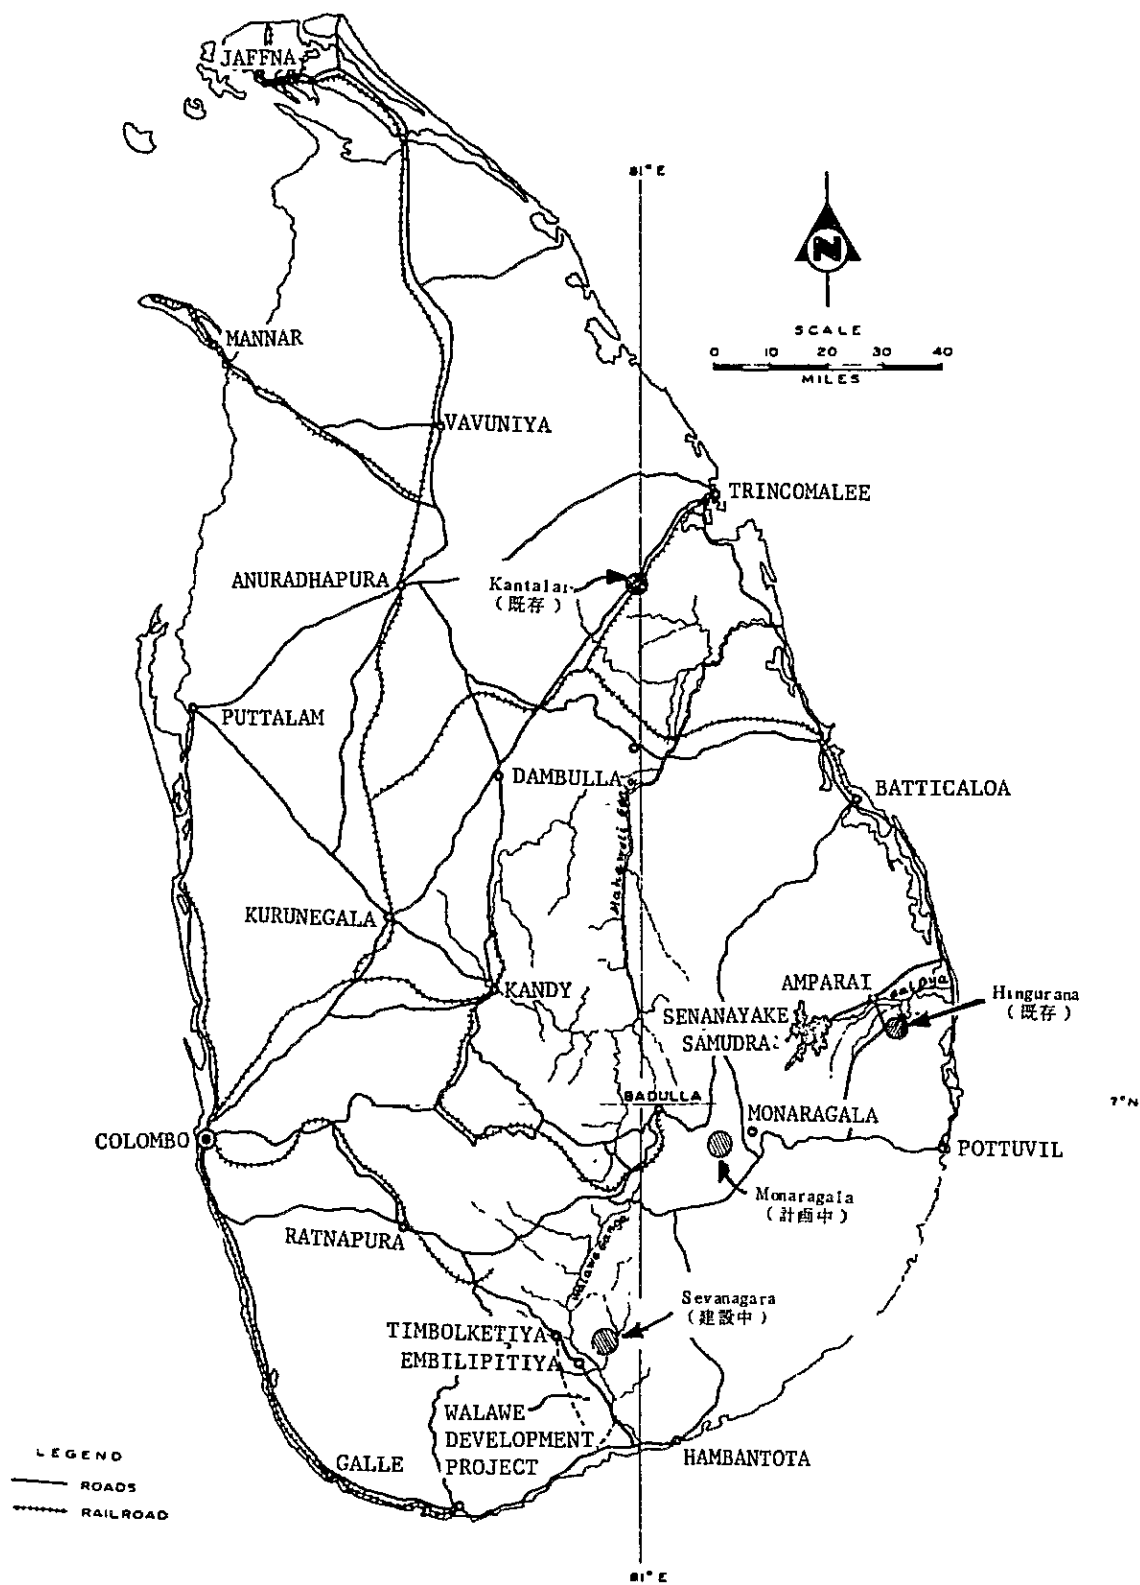 JAFFNA
81° E
N
MANNAR
SCALE
0 10 20 30 40
MILES
VAVUNIYA
TRINCOMALEE
ANURADHAPURA
Kantalai
(既存)
PUTTALAM
DAMBULLA
BATTICALOA
Mahaweli Ganga
KURUNEGALA
KANDY
AMPARAI
Gal Oya
Hingurana
(既存)
SENANAYAKE
SAMUDRA
BADULLA
7° N
MONARAGALA
COLOMBO
POTTUVIL
Monaragala
(計画中)
RATNAPURA
Walawe Ganga
Sevanagara
(建設中)
TIMBOLKETIYA
EMBILIPITIYA
WALAWE
DEVELOPMENT
PROJECT
HAMBANTOTA
GALLE
LEGEND
ROADS
RAILROAD
81° E